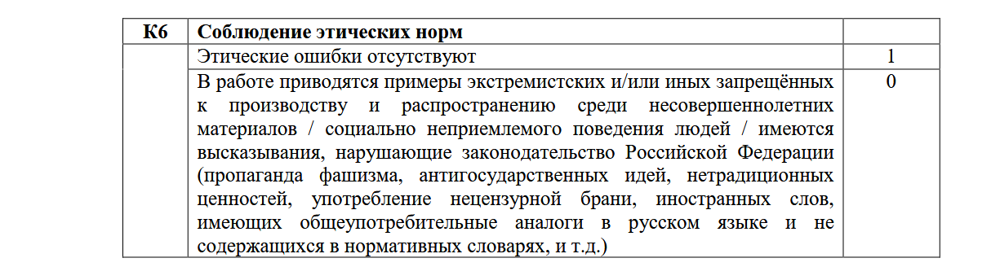 К6 Соблюдение этических норм
Этические ошибки отсутствуют 1
В работе приводятся примеры экстремистских и/или иных запрещённых 0
к производству и распространению среди несовершеннолетних
материалов / социально неприемлемого поведения людей / имеются
высказывания, нарушающие законодательство Российской Федерации
(пропаганда фашизма, антигосударственных идей, нетрадиционных
ценностей, употребление нецензурной брани, иностранных слов,
имеющих общеупотребительные аналоги в русском языке и не
содержащихся в нормативных словарях, и т.д.)